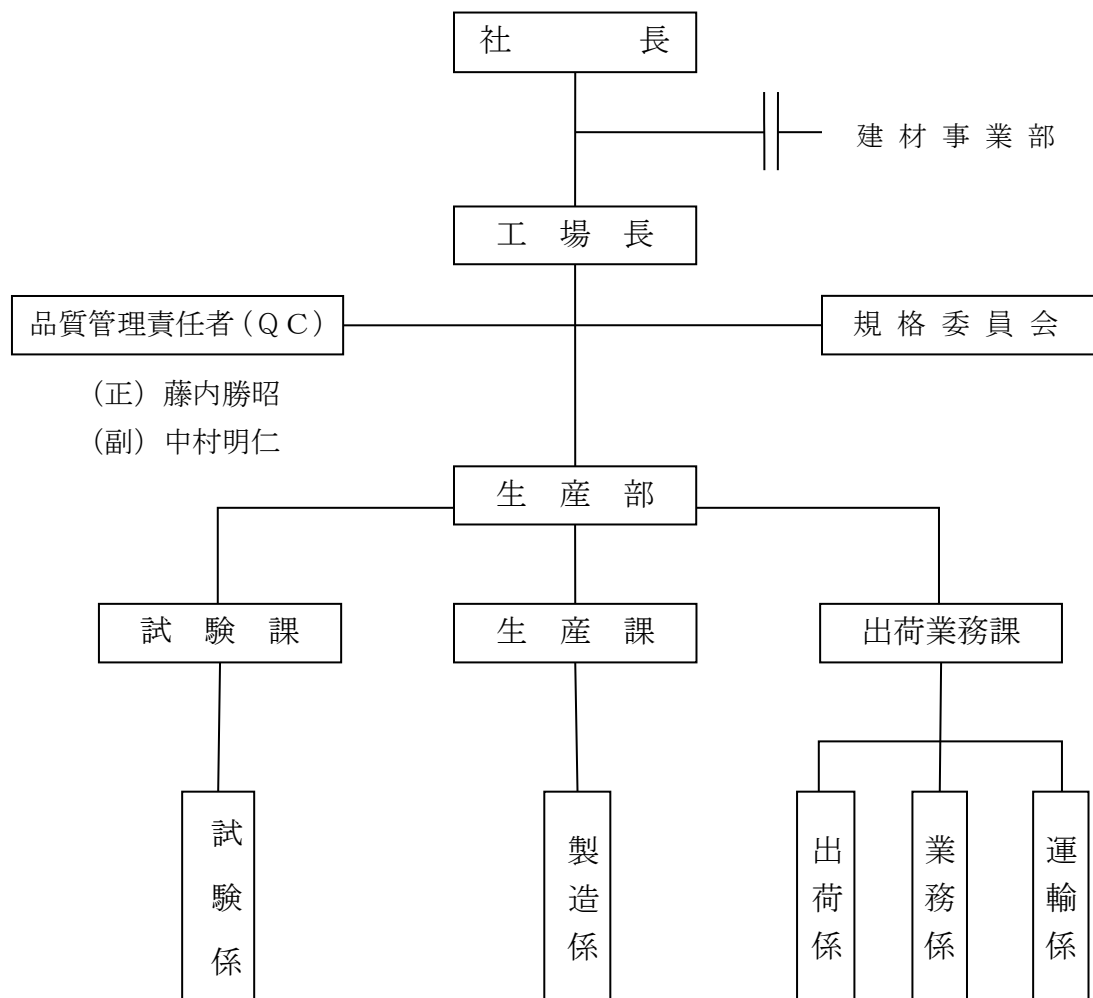 社長
建材事業部
工場長
品質管理責任者（ＱＣ）
規格委員会
（正）藤内勝昭
（副）中村明仁
生産部
試験課
生産課
出荷業務課
試験係
製造係
出荷係
業務係
運輸係